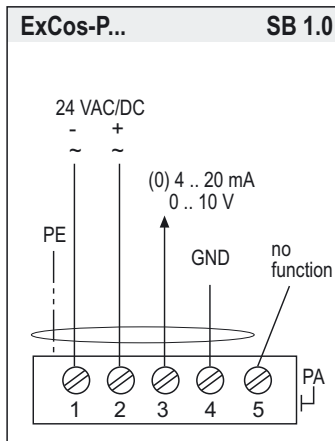 ExCos-P... SB 1.0
24 VAC/DC
- +
~ ~
(0) 4 .. 20 mA
0 .. 10 V
PE
GND
no
function
PA
1 2 3 4 5